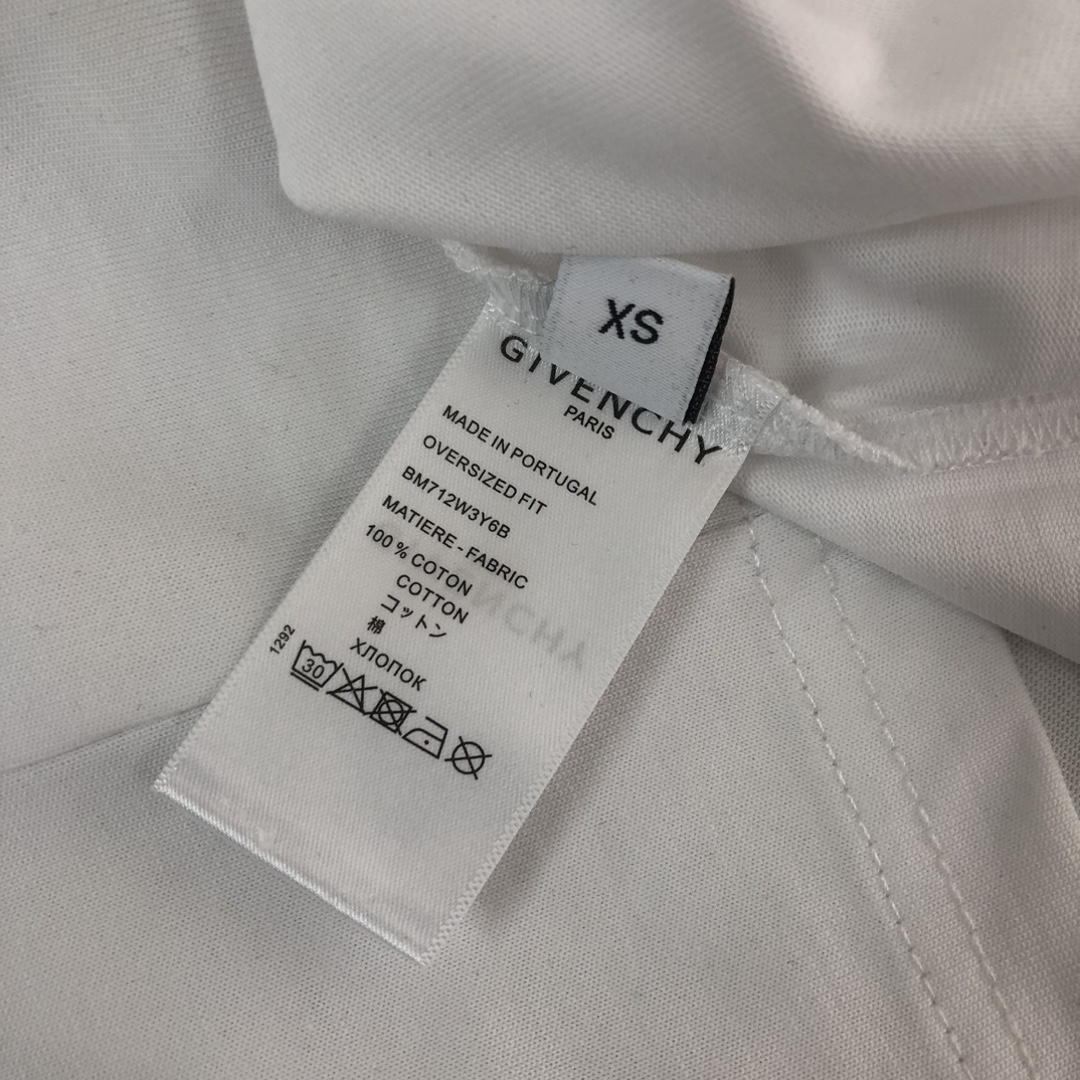 XS
GIVENCHY
PARIS
MADE IN PORTUGAL
OVERSIZED FIT
BM712W3Y6B
MATIERE - FABRIC
100 % COTON
COTTON
コットン
棉
ХЛОПОК
1292
30